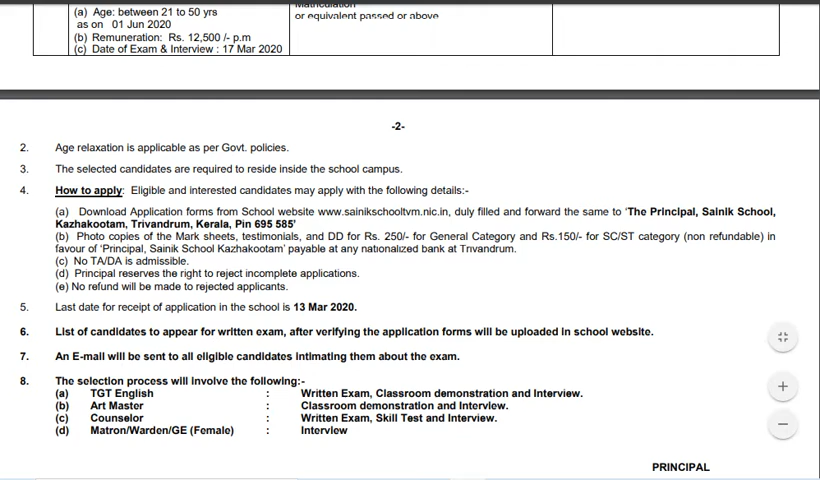 (a) Age: between 21 to 50 yrs
as on 01 Jun 2020
(b) Remuneration: Rs. 12,500 /- p.m
(c) Date of Exam & Interview : 17 Mar 2020
Matriculation
or equivalent passed or above
-2-
2. Age relaxation is applicable as per Govt. policies.
3. The selected candidates are required to reside inside the school campus.
4. How to apply: Eligible and interested candidates may apply with the following details:-
(a) Download Application forms from School website www.sainikschooltvm.nic.in, duly filled and forward the same to ‘The Principal, Sainik School,
Kazhakootam, Trivandrum, Kerala, Pin 695 585’
(b) Photo copies of the Mark sheets, testimonials, and DD for Rs. 250/- for General Category and Rs.150/- for SC/ST category (non refundable) in
favour of ‘Principal, Sainik School Kazhakootam’ payable at any nationalized bank at Trivandrum.
(c) No TA/DA is admissible.
(d) Principal reserves the right to reject incomplete applications.
(e) No refund will be made to rejected applicants.
5. Last date for receipt of application in the school is 13 Mar 2020.
6. List of candidates to appear for written exam, after verifying the application forms will be uploaded in school website.
7. An E-mail will be sent to all eligible candidates intimating them about the exam.
8. The selection process will involve the following:-
(a) TGT English : Written Exam, Classroom demonstration and Interview.
(b) Art Master : Classroom demonstration and Interview.
(c) Counselor : Written Exam, Skill Test and Interview.
(d) Matron/Warden/GE (Female) : Interview
PRINCIPAL